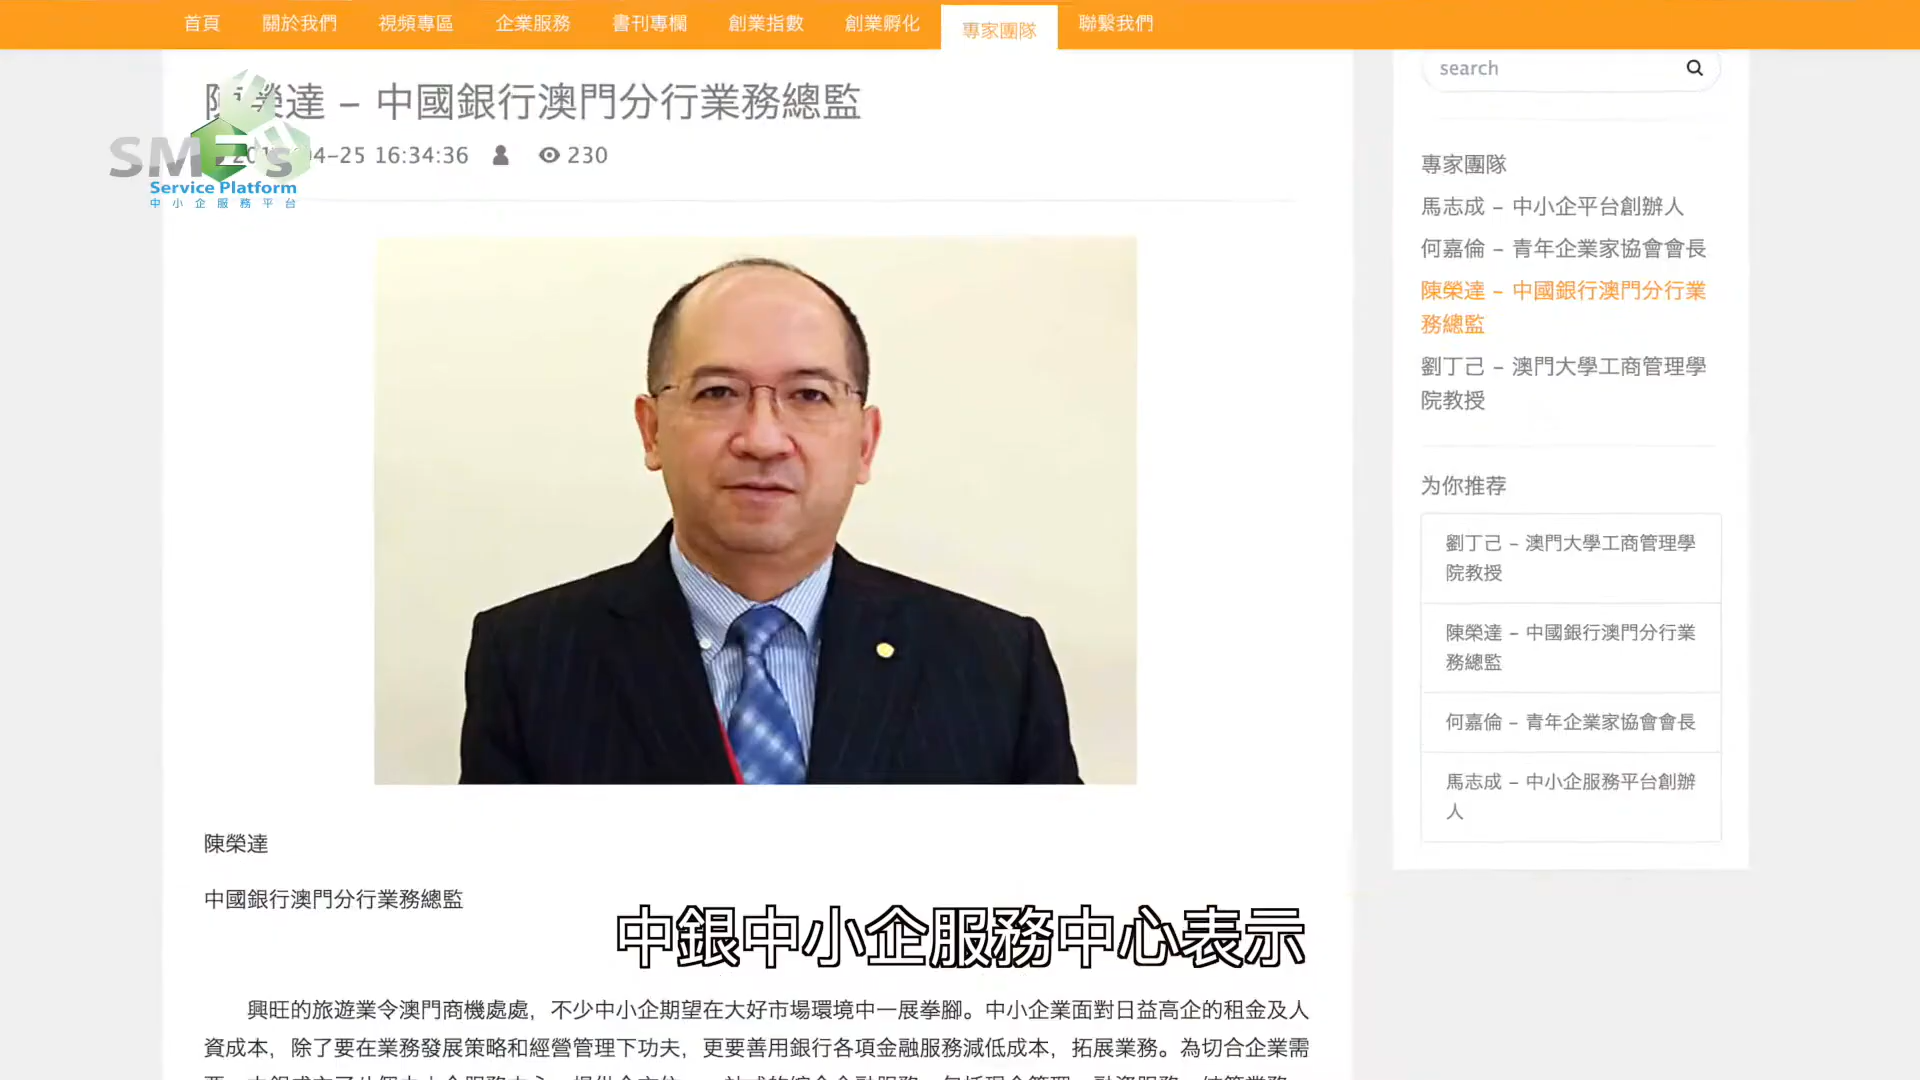 首頁 關於我們 視頻專區 企業服務 書刊專欄 創業指數 創業孵化 專家團隊 聯繫我們
陳榮達 – 中國銀行澳門分行業務總監
04-25 16:34:36 230
SMEs
Service Platform
中小企服務平台
陳榮達
中國銀行澳門分行業務總監
中銀中小企服務中心表示
興旺的旅遊業令澳門商機處處，不少中小企期望在大好市場環境中一展拳腳。中小企業面對日益高企的租金及人
資成本，除了要在業務發展策略和經營管理下功夫，更要善用銀行各項金融服務減低成本，拓展業務。為切合企業需
search
專家團隊
馬志成 – 中小企平台創辦人
何嘉倫 – 青年企業家協會會長
陳榮達 – 中國銀行澳門分行業
務總監
劉丁己 – 澳門大學工商管理學
院教授
为你推荐
劉丁己 – 澳門大學工商管理學
院教授
陳榮達 – 中國銀行澳門分行業
務總監
何嘉倫 – 青年企業家協會會長
馬志成 – 中小企服務平台創辦
人